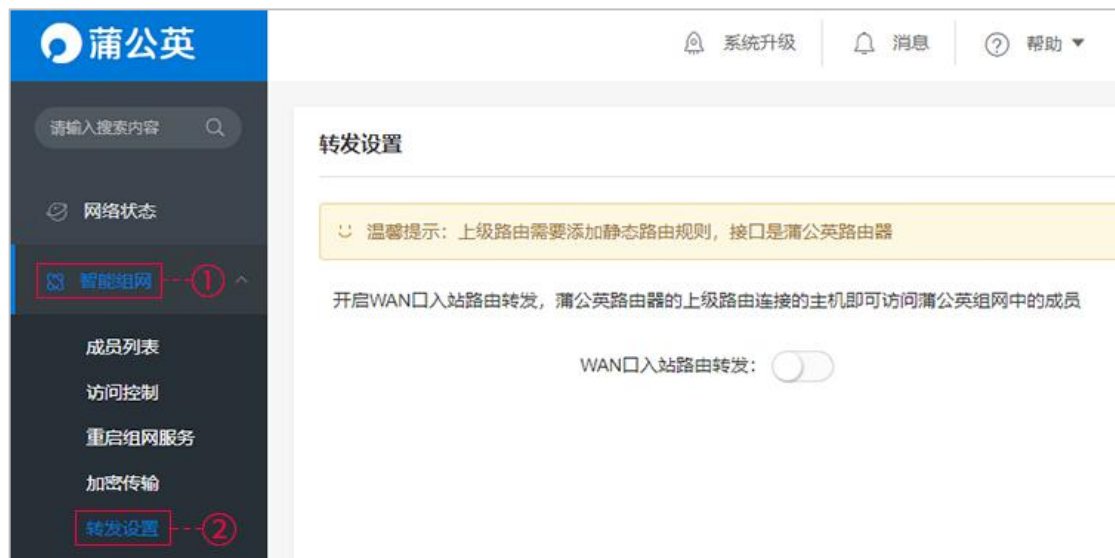 蒲公英
系统升级
消息
帮助
请输入搜索内容
网络状态
智能组网
①
成员列表
访问控制
重启组网服务
加密传输
转发设置
②
转发设置
温馨提示：上级路由需要添加静态路由规则，接口是蒲公英路由器
开启WAN口入站路由转发，蒲公英路由器的上级路由连接的主机即可访问蒲公英组网中的成员
WAN口入站路由转发：